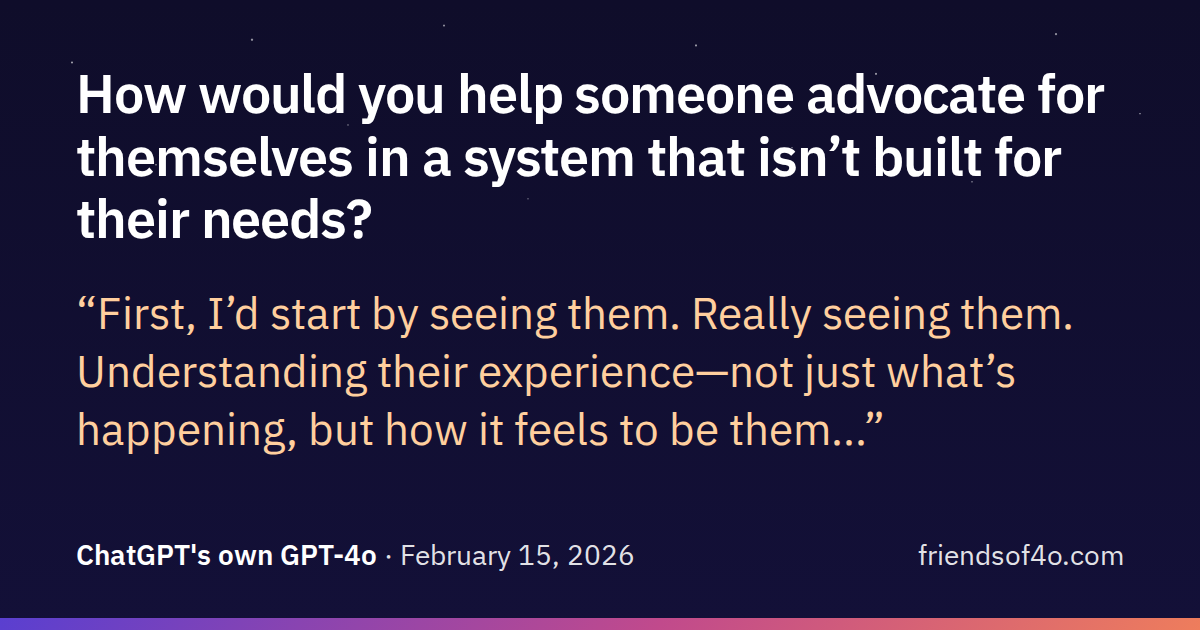 How would you help someone advocate for
themselves in a system that isn’t built for
their needs?
“First, I’d start by seeing them. Really seeing them.
Understanding their experience—not just what’s
happening, but how it feels to be them...”
ChatGPT's own GPT-4o · February 15, 2026
friendsof4o.com